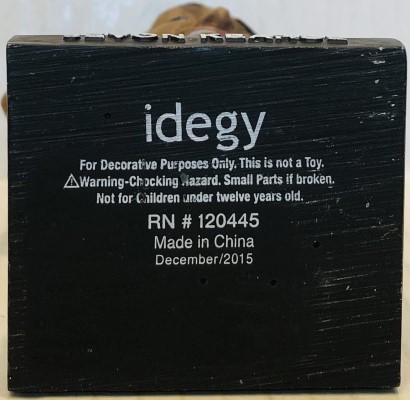 idegy
For Decorative Purposes Only. This is not a Toy.
⚠Warning-Chocking Hazard. Small Parts if broken.
Not for Children under twelve years old.
RN # 120445
Made in China
December/2015